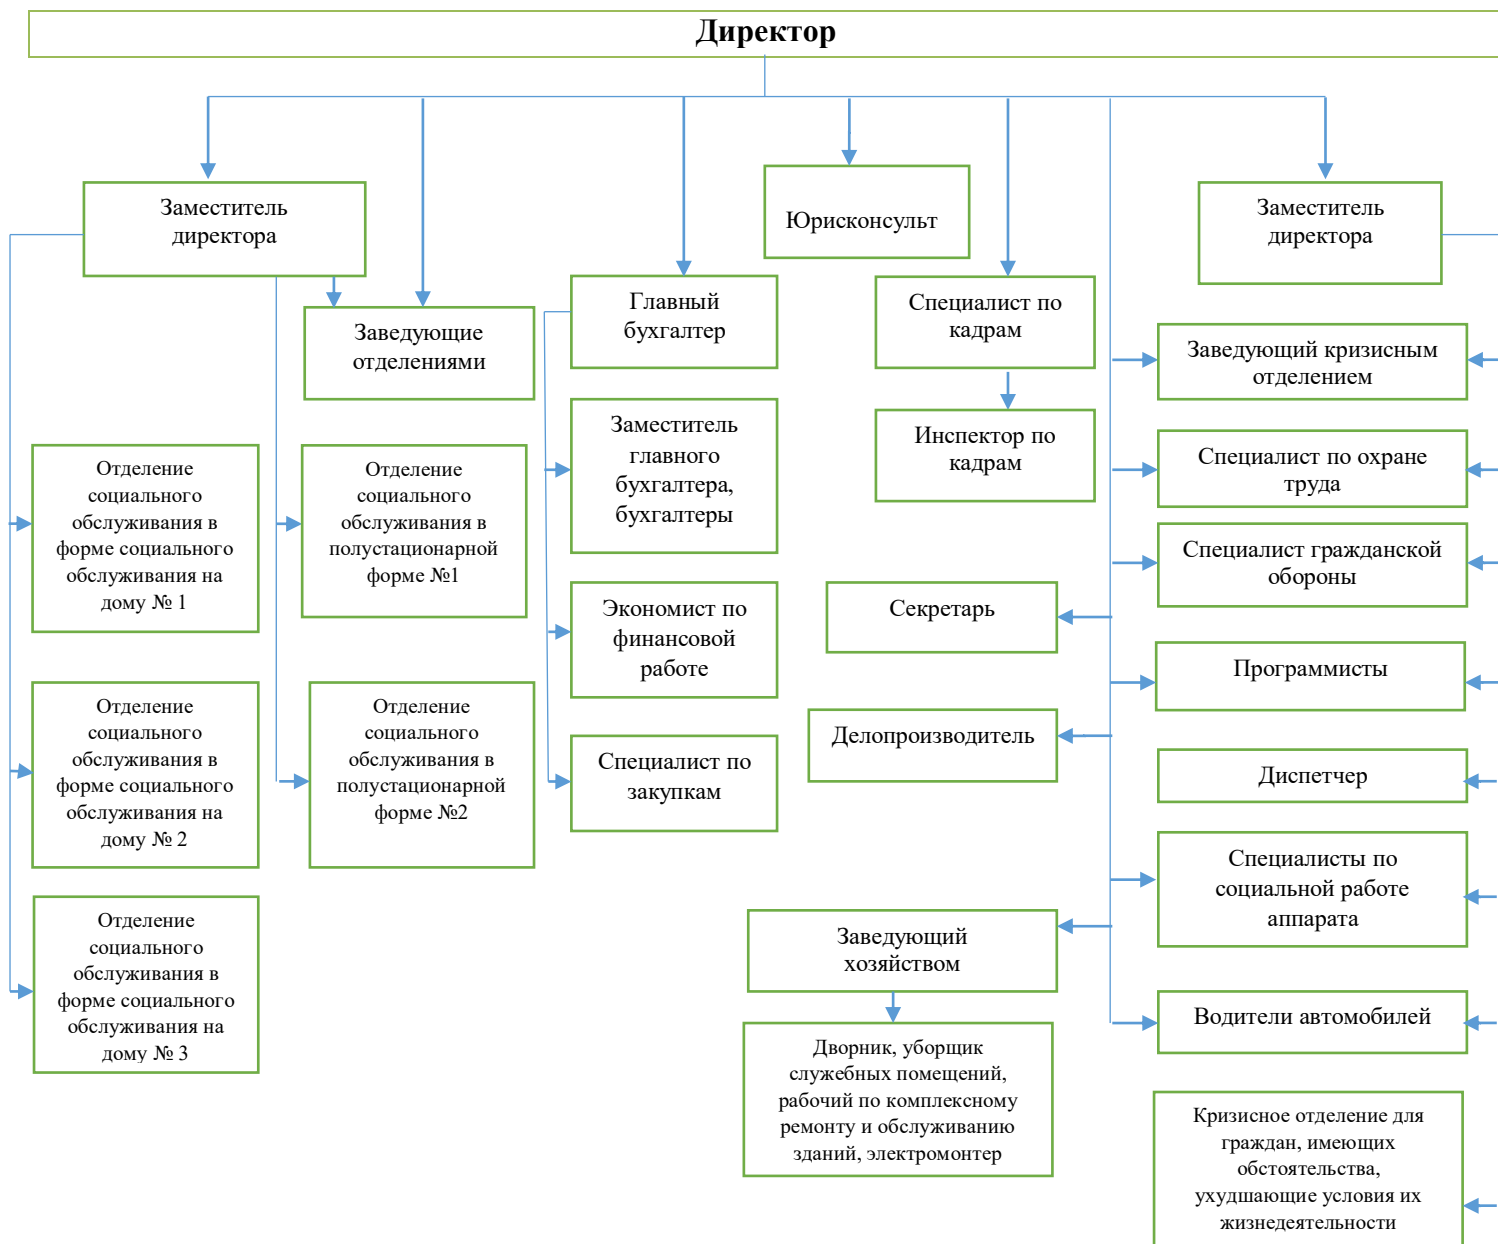 Директор
Заместитель
директора
Юрисконсульт
Заместитель
директора
Заведующие
отделениями
Главный
бухгалтер
Специалист по
кадрам
Заведующий кризисным
отделением
Заместитель
главного
бухгалтера,
бухгалтеры
Инспектор по
кадрам
Специалист по охране
труда
Отделение
социального
обслуживания в
форме социального
обслуживания на
дому № 1
Отделение
социального
обслуживания в
полустационарной
форме №1
Специалист гражданской
обороны
Экономист по
финансовой
работе
Секретарь
Программисты
Отделение
социального
обслуживания в
форме социального
обслуживания на
дому № 2
Отделение
социального
обслуживания в
полустационарной
форме №2
Специалист по
закупкам
Делопроизводитель
Диспетчер
Специалисты по
социальной работе
аппарата
Отделение
социального
обслуживания в
форме социального
обслуживания на
дому № 3
Заведующий
хозяйством
Водители автомобилей
Дворник, уборщик
служебных помещений,
рабочий по комплексному
ремонту и обслуживанию
зданий, электромонтер
Кризисное отделение для
граждан, имеющих
обстоятельства,
ухудшающие условия их
жизнедеятельности